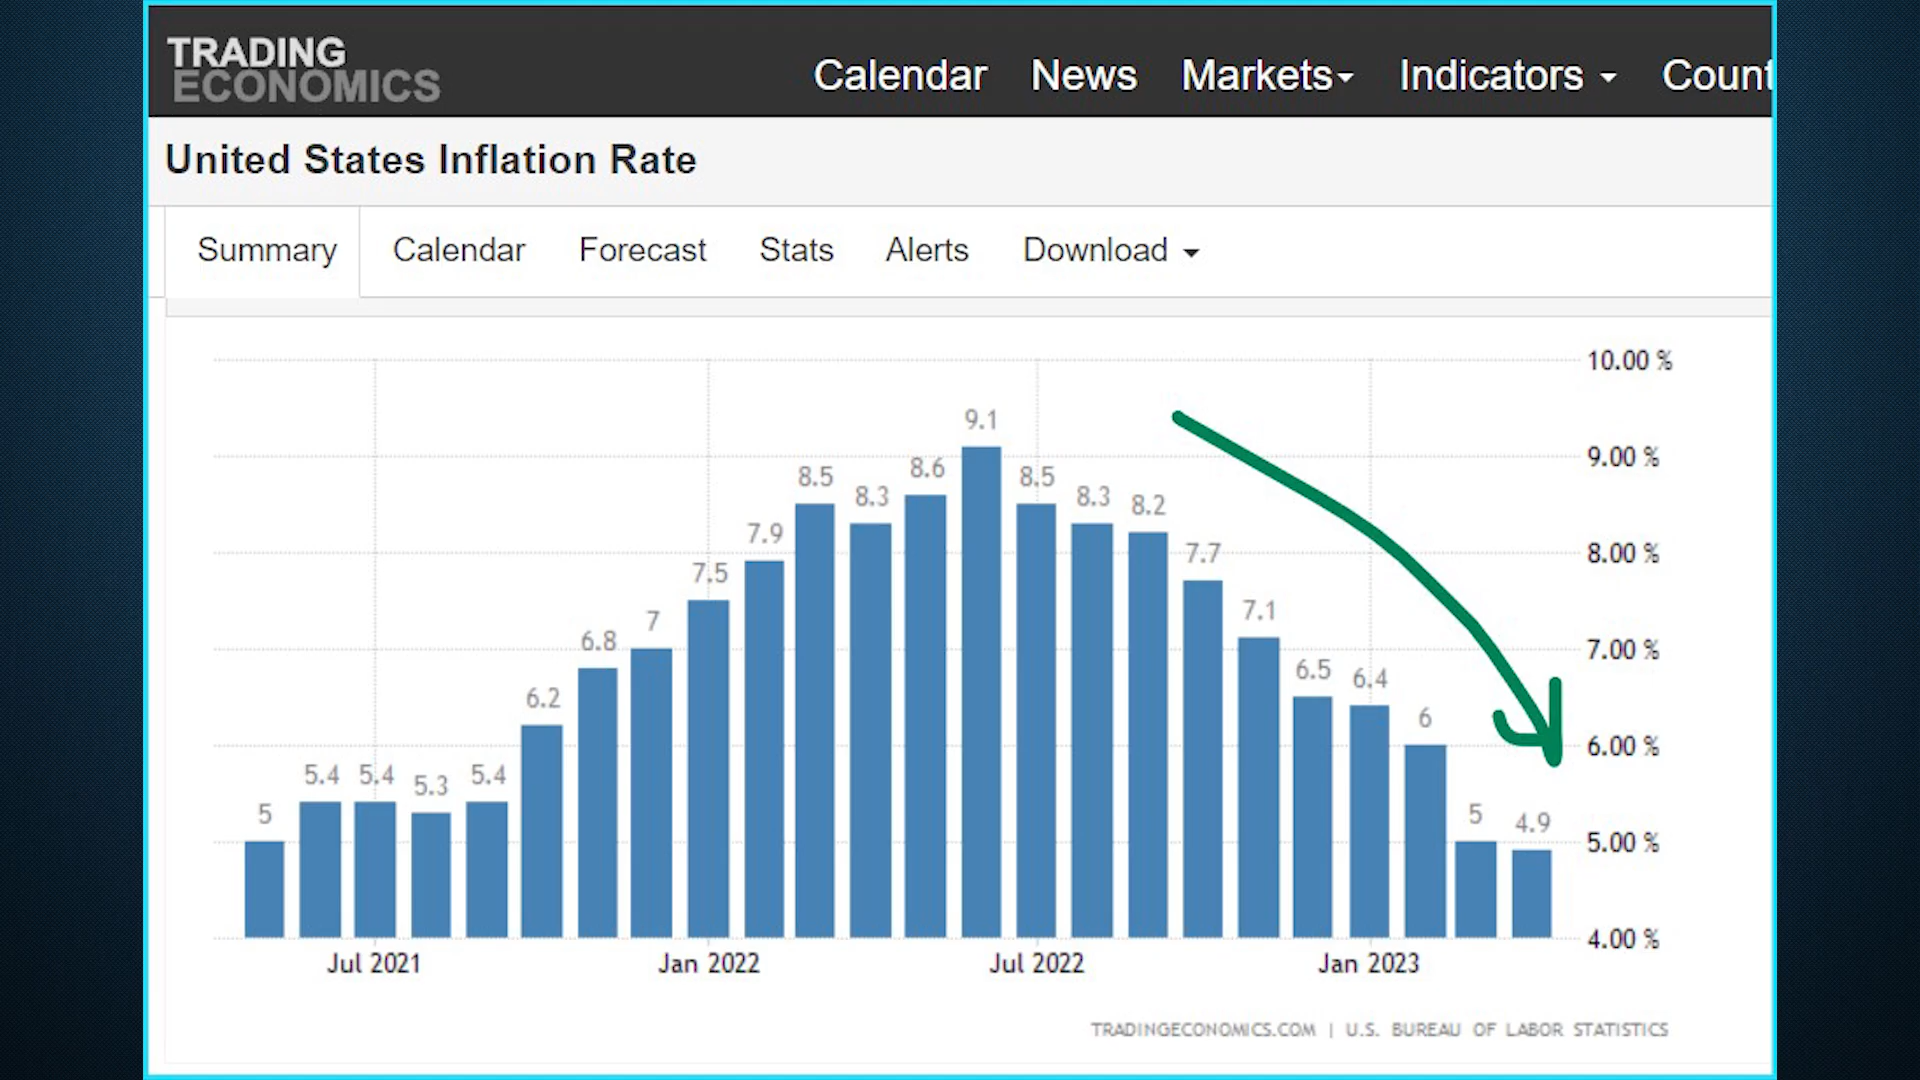 TRADING
ECONOMICS
Calendar News Markets Indicators Count
United States Inflation Rate
Summary Calendar Forecast Stats Alerts Download
10.00 %
9.00 %
8.00 %
7.00 %
6.00 %
5.00 %
4.00 %
5 5.4 5.4 5.3 5.4 6.2 6.8 7 7.5 7.9 8.5 8.3 8.6 9.1 8.5 8.3 8.2 7.7 7.1 6.5 6.4 6 5 4.9
Jul 2021 Jan 2022 Jul 2022 Jan 2023
TRADINGECONOMICS.COM | U.S. BUREAU OF LABOR STATISTICS